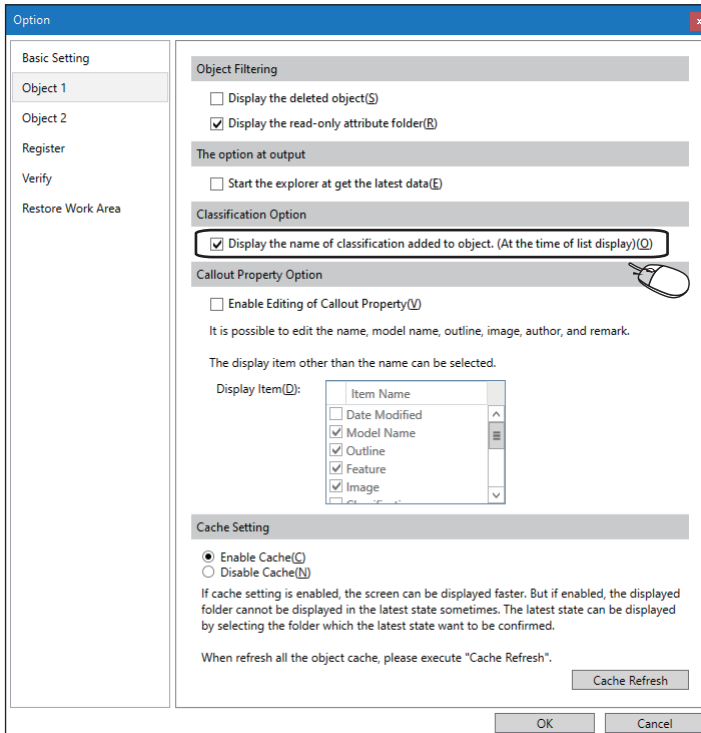 Option
Basic Setting
Object 1
Object 2
Register
Verify
Restore Work Area
Object Filtering
Display the deleted object(S)
Display the read-only attribute folder(R)
The option at output
Start the explorer at get the latest data(E)
Classification Option
Display the name of classification added to object. (At the time of list display)(O)
Callout Property Option
Enable Editing of Callout Property(V)
It is possible to edit the name, model name, outline, image, author, and remark.
The display item other than the name can be selected.
Display Item(D):
Item Name
Date Modified
Model Name
Outline
Feature
Image
Cache Setting
Enable Cache(C)
Disable Cache(N)
If cache setting is enabled, the screen can be displayed faster. But if enabled, the displayed
folder cannot be displayed in the latest state sometimes. The latest state can be displayed
by selecting the folder which the latest state want to be confirmed.
When refresh all the object cache, please execute "Cache Refresh".
Cache Refresh
OK
Cancel